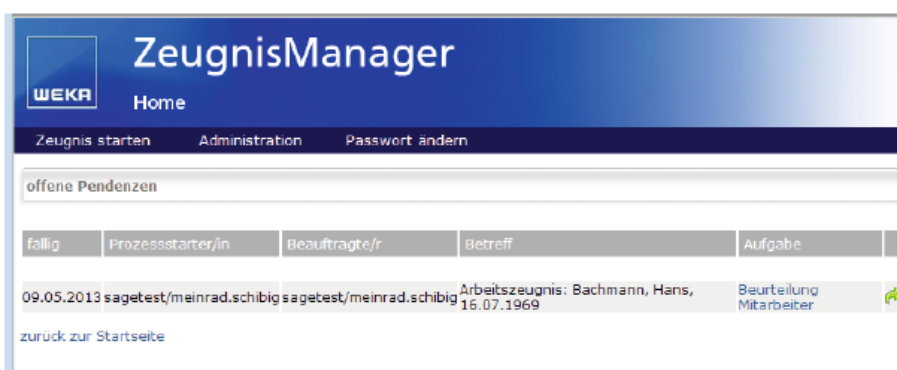 ZeugnisManager
WEKA
Home
Zeugnis starten Administration Passwort ändern
offene Pendenzen
fällig Prozessstarter/in Beauftragte/r Betreff Aufgabe
09.05.2013 sagetest/meinrad.schibig sagetest/meinrad.schibig Arbeitszeugnis: Bachmann, Hans, Beurteilung
16.07.1969 Mitarbeiter
zurück zur Startseite